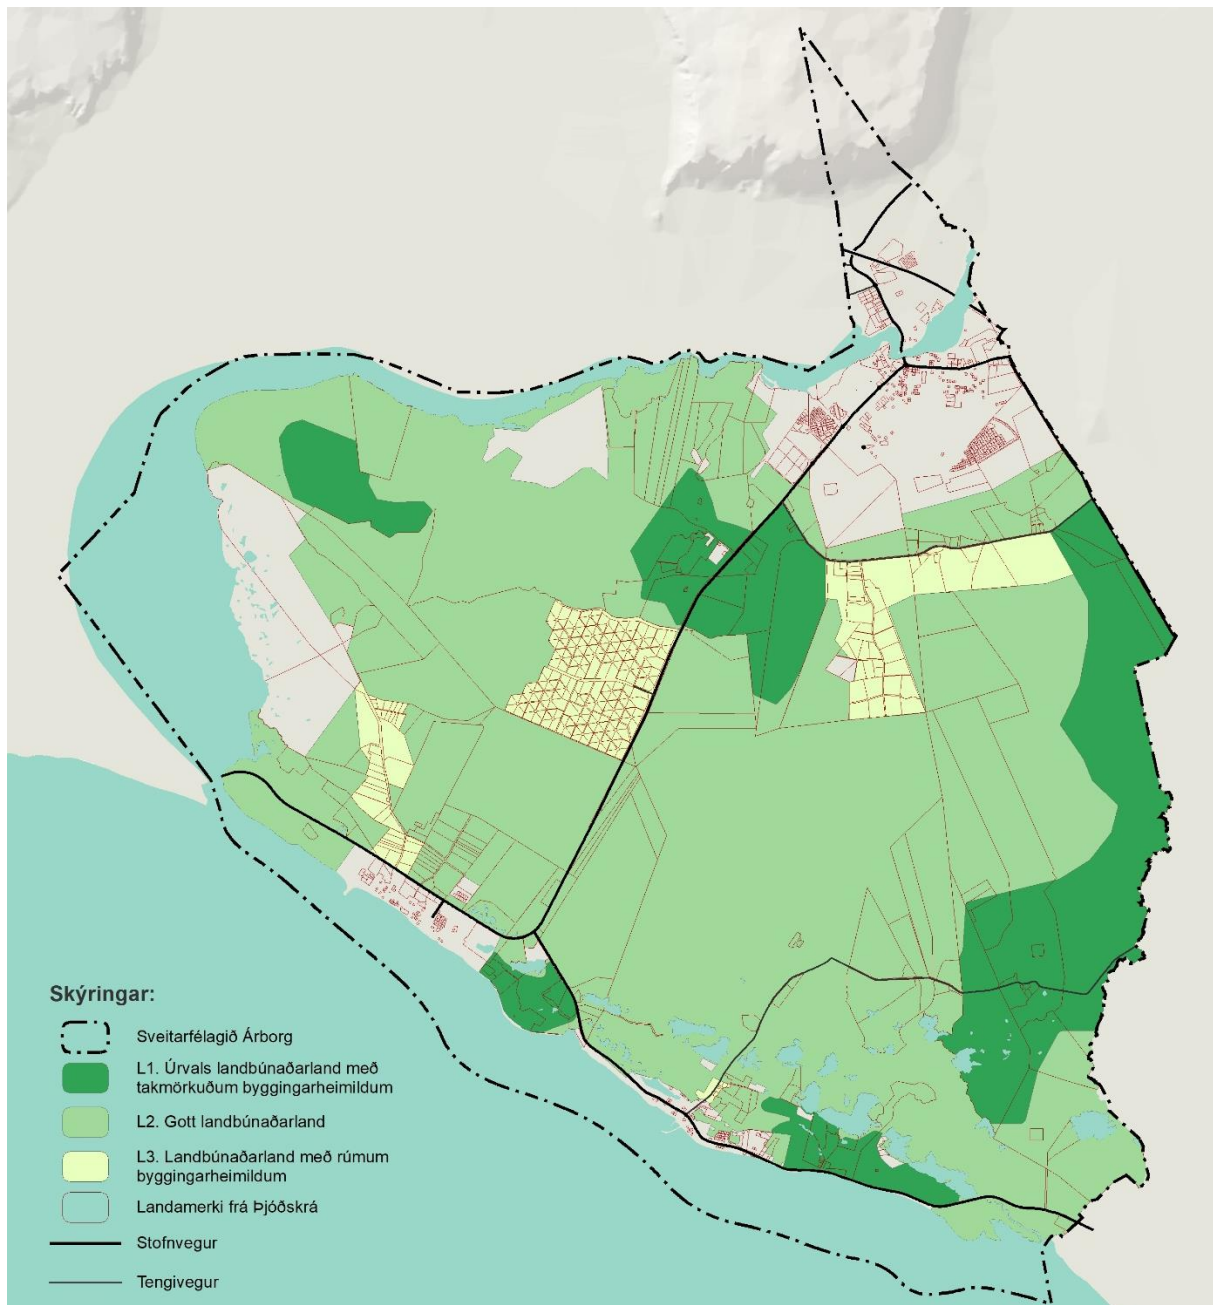 Skýringar:
Sveitarfélagið Árborg
L1. Úrvals landbúnaðarland með
takmörkuðum byggingarheimildum
L2. Gott landbúnaðarland
L3. Landbúnaðarland með rúmum
byggingarheimildum
Landamerki frá Þjóðskrá
Stofnvegur
Tengivegur